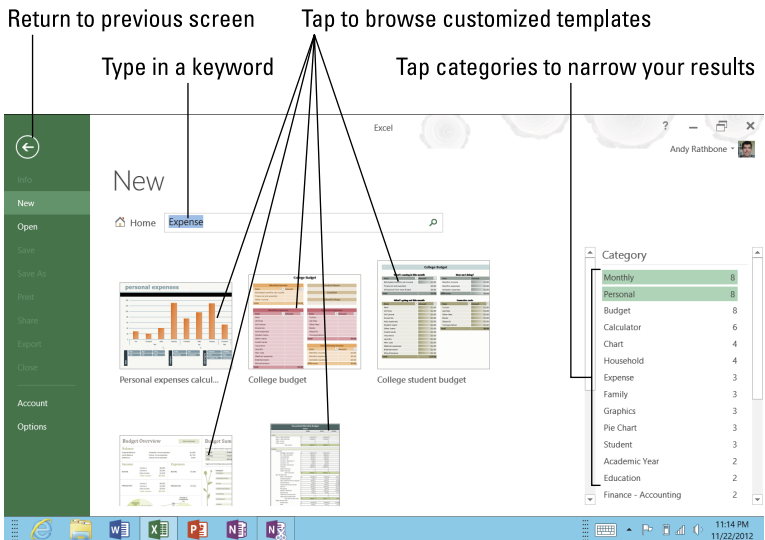 Return to previous screen
Tap to browse customized templates
Type in a keyword
Tap categories to narrow your results
Excel
?
Andy Rathbone
Info
New
Open
Save
Save As
Print
Share
Export
Close
Account
Options
New
Home
Expense
personal expenses
Personal expenses calcul...
College Budget
College budget
College Budget
College student budget
Budget Overview
Budget Sum
Category
Monthly 8
Personal 8
Budget 8
Calculator 6
Chart 4
Household 4
Expense 3
Family 3
Graphics 3
Pie Chart 3
Student 3
Academic Year 2
Education 2
Finance - Accounting 2
11:14 PM
11/22/2012